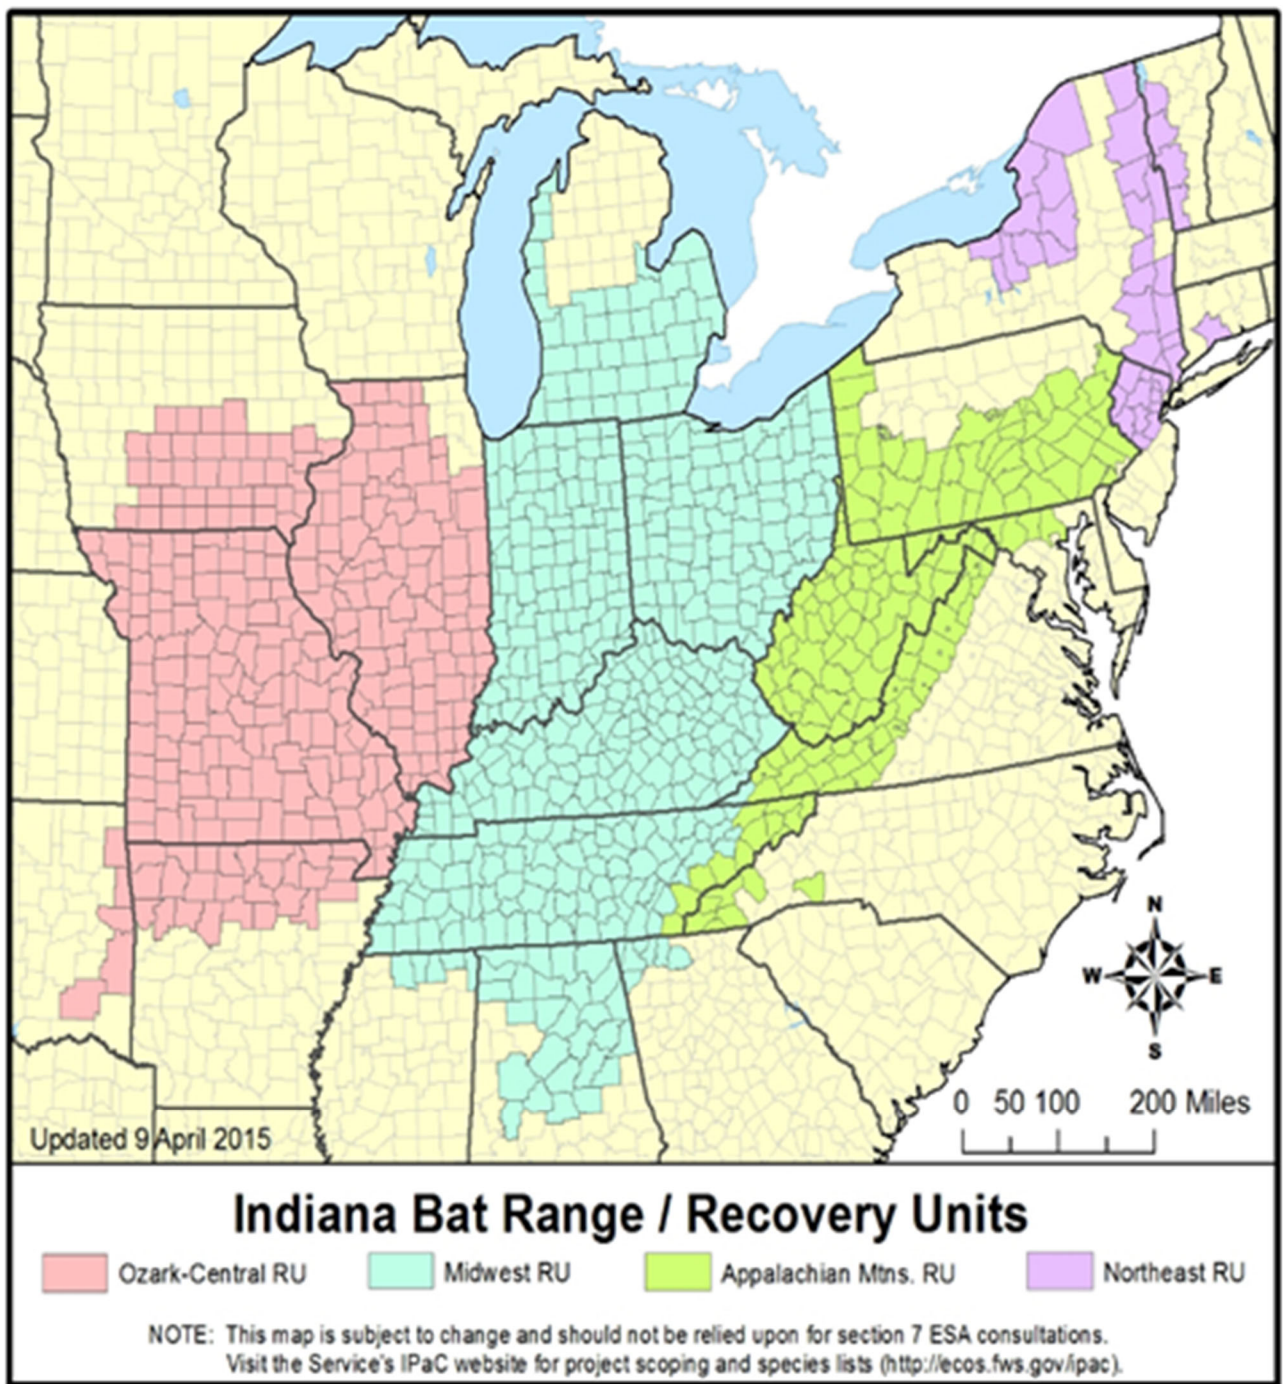 N
W E
S
0 50 100 200 Miles
Updated 9 April 2015
Indiana Bat Range / Recovery Units
Ozark-Central RU Midwest RU Appalachian Mtns. RU Northeast RU
NOTE: This map is subject to change and should not be relied upon for section 7 ESA consultations.
Visit the Service's IPaC website for project scoping and species lists (http://ecos.fws.gov/ipac).